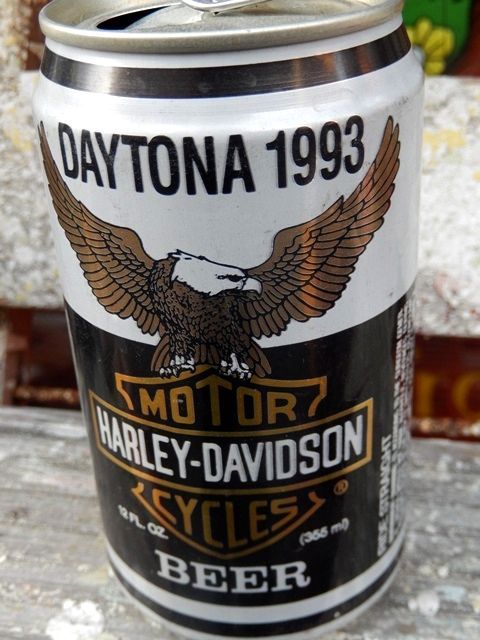 DAYTONA 1993
MOTOR
HARLEY-DAVIDSON
CYCLES ®
12 FL. OZ. (355 ml)
BEER